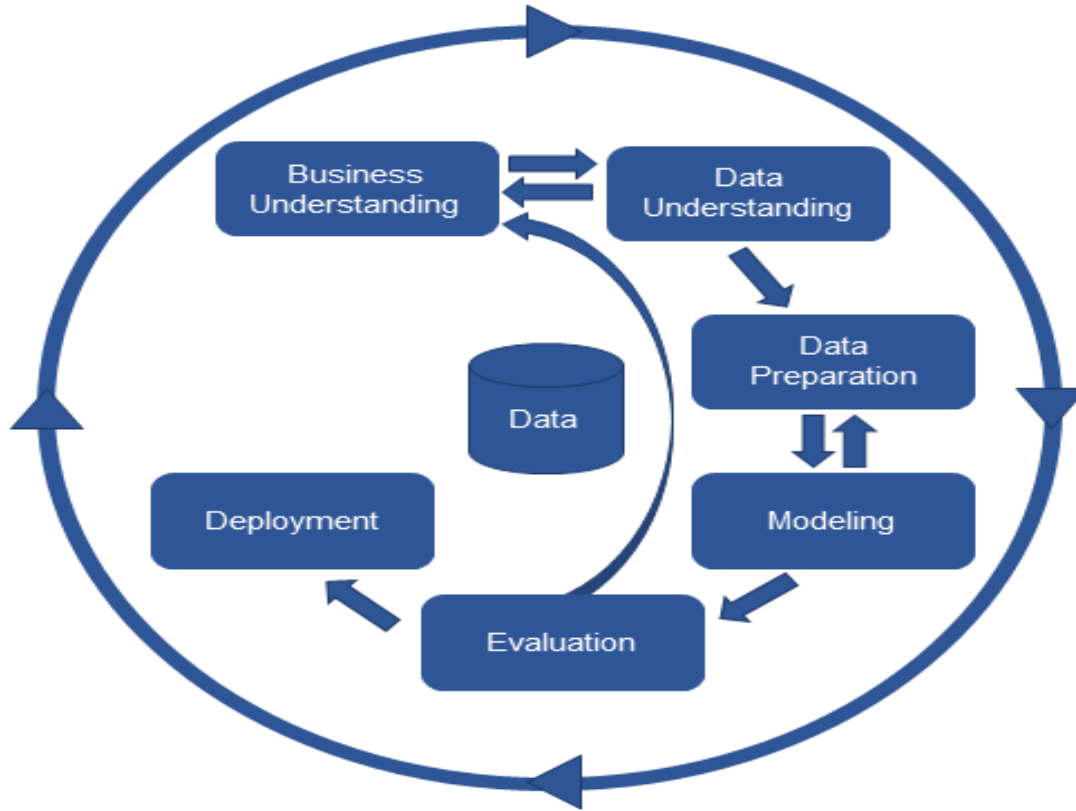 Business
Understanding
Data
Understanding
Data
Preparation
Data
Modeling
Deployment
Evaluation